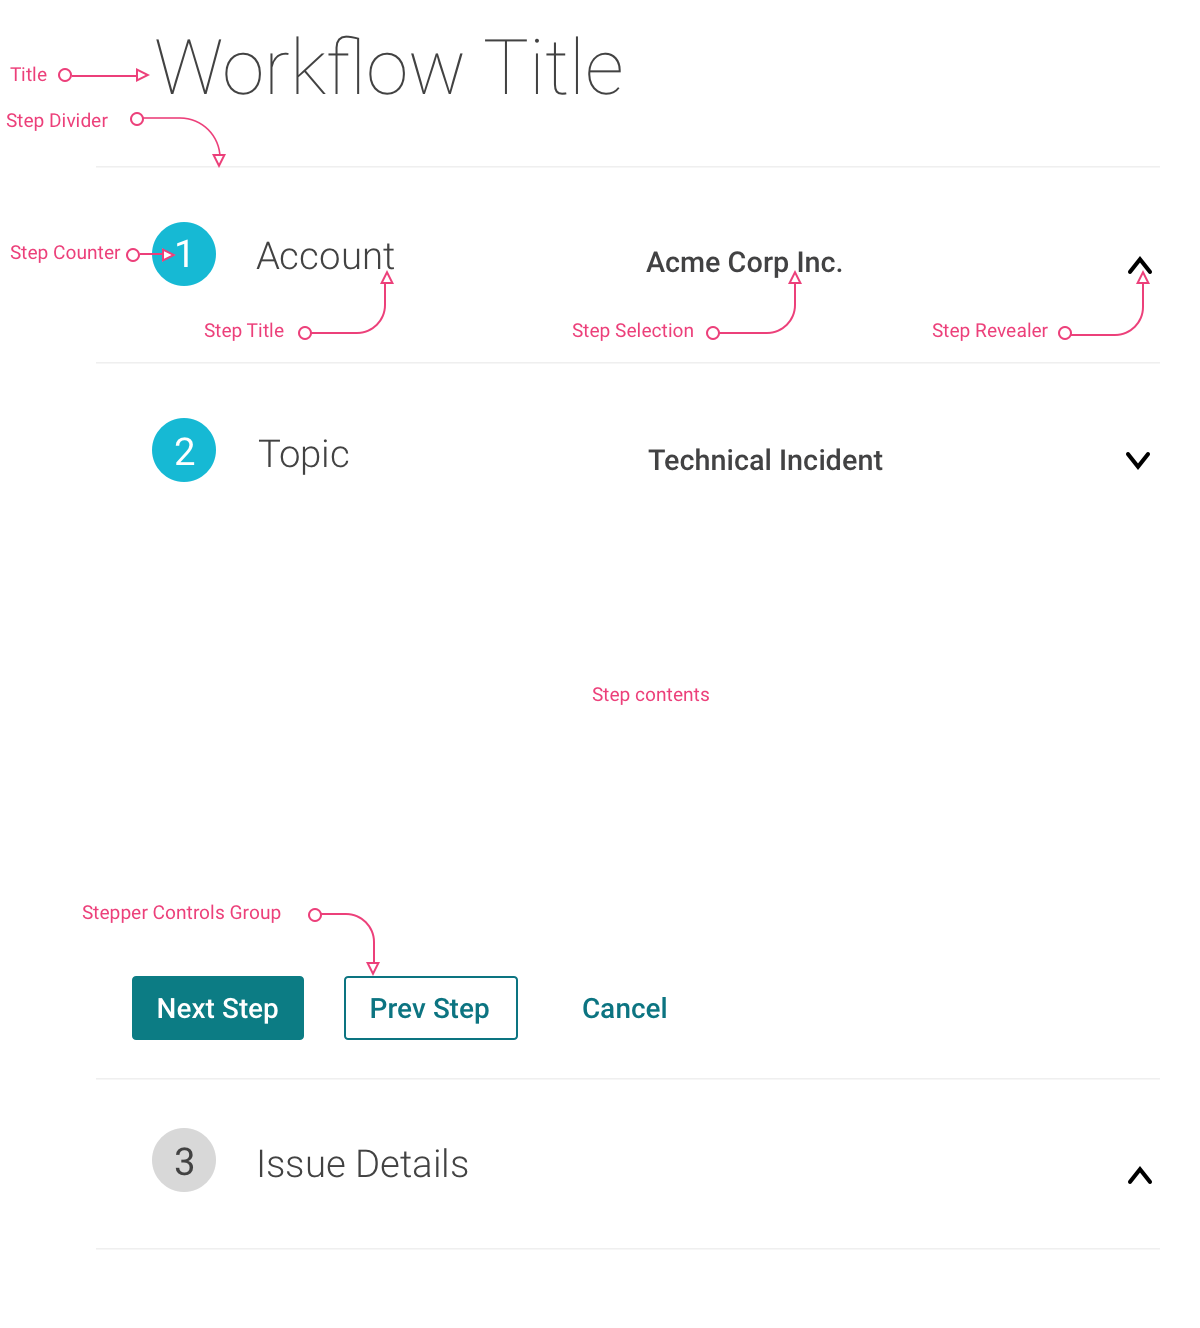 Workflow Title
Title
Step Divider
Step Counter
1
Account
Acme Corp Inc.
Step Title
Step Selection
Step Revealer
2
Topic
Technical Incident
Step contents
Stepper Controls Group
Next Step
Prev Step
Cancel
3
Issue Details